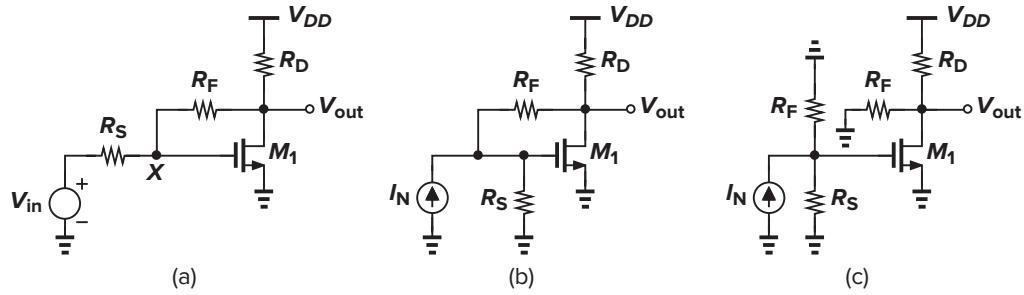 V_DD
R_D
R_F
V_out
R_S
M_1
X
V_in
+
−
(a)
V_DD
R_D
R_F
V_out
M_1
I_N
R_S
(b)
V_DD
R_D
R_F
R_F
V_out
M_1
I_N
R_S
(c)